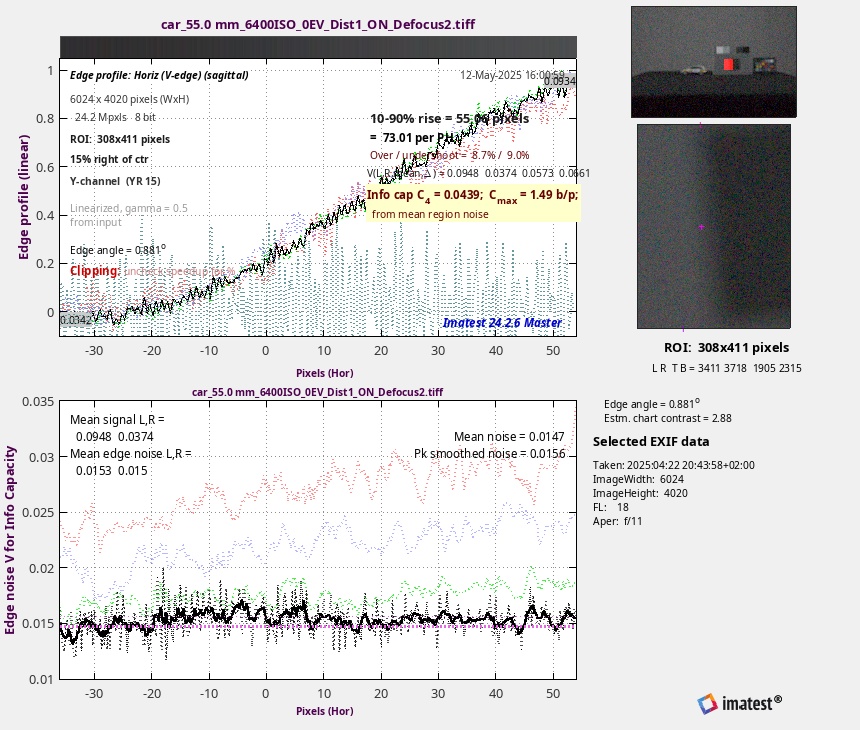 car_55.0 mm_6400ISO_0EV_Dist1_ON_Defocus2.tiff
Edge profile: Horiz (V-edge) (sagittal)
12-May-2025 16:00:59
0.0934
6024 x 4020 pixels (WxH)
24.2 Mpxls 8 bit
ROI: 308x411 pixels
15% right of ctr
Y-channel (YR 15)
Linearized, gamma = 0.5
from input
Edge angle = 0.881°
Clipping:
0.0342
10-90% rise = 55.06 pixels
= 73.01 per PH
Over / undershoot = 8.7% / 9.0%
V(L,R,mean,Δ) = 0.0948 0.0374 0.0573 0.0661
Info cap C4 = 0.0439; Cmax = 1.49 b/p;
from mean region noise
Imatest 24.2.6 Master
Edge profile (linear)
1
0.8
0.6
0.4
0.2
0
-30 -20 -10 0 10 20 30 40 50
Pixels (Hor)
car_55.0 mm_6400ISO_0EV_Dist1_ON_Defocus2.tiff
Mean signal L,R =
0.0948 0.0374
Mean edge noise L,R =
0.0153 0.015
Mean noise = 0.0147
Pk smoothed noise = 0.0156
Edge noise V for Info Capacity
0.035
0.03
0.025
0.02
0.015
0.01
-30 -20 -10 0 10 20 30 40 50
Pixels (Hor)
ROI: 308x411 pixels
L R T B = 3411 3718 1905 2315
Edge angle = 0.881°
Estm. chart contrast = 2.88
Selected EXIF data
Taken: 2025:04:22 20:43:58+02:00
ImageWidth: 6024
ImageHeight: 4020
FL: 18
Aper: f/11
imatest®